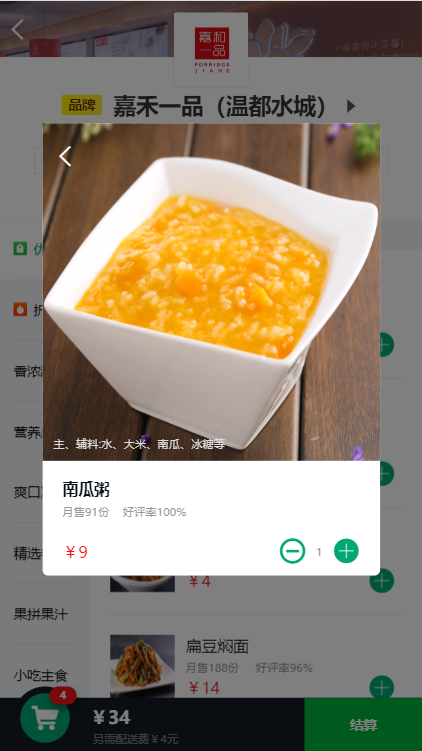 嘉和
一品
PORRIDGE
JIAHE
品牌 嘉禾一品（温都水城）
优
折
香浓
营养
爽口
精选
果拼果汁
小吃主食
主、辅料:水、大米、南瓜、冰糖等
南瓜粥
月售91份 好评率100%
￥9
1
￥4
扁豆焖面
月售188份 好评率96%
￥14
4
￥34
另需配送费￥4元
结算